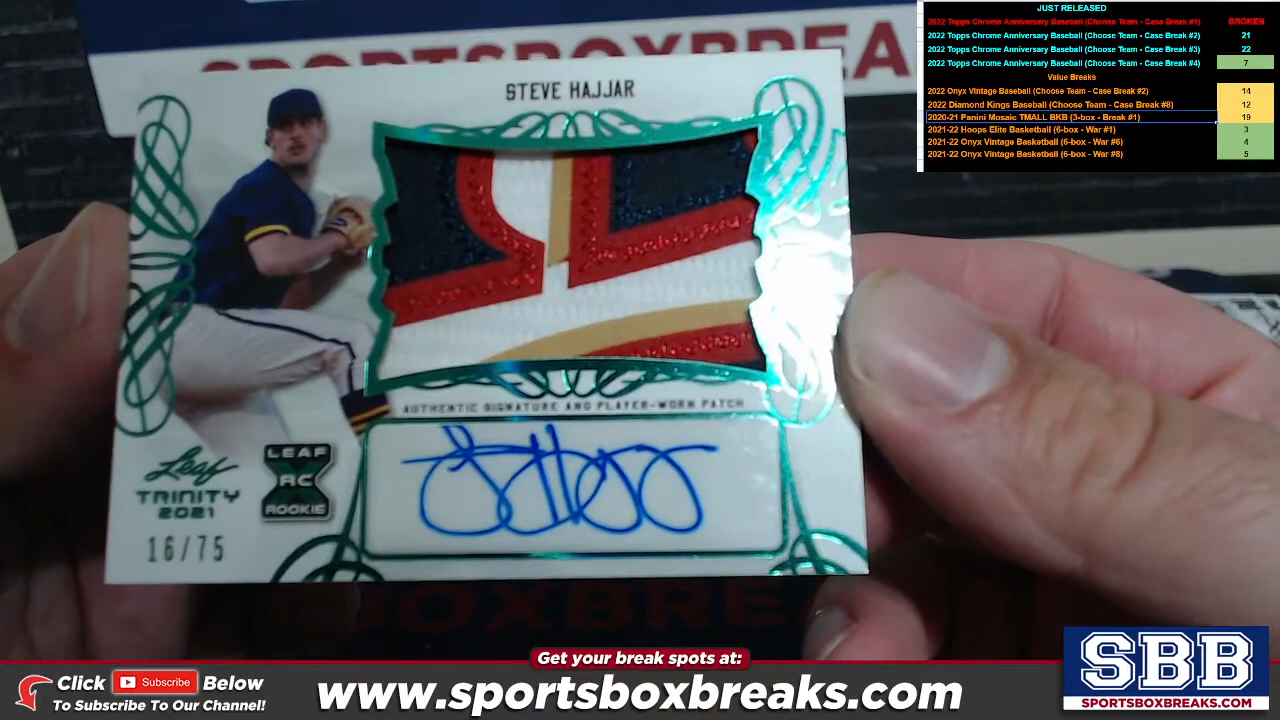 SPORTSBOXBREA
STEVE HAJJAR
AUTHENTIC SIGNATURE AND PLAYER-WORN PATCH
Leaf
TRINITY
2021
16/75
LEAF
RC
ROOKIE
BOXBREA
JUST RELEASED
2022 Topps Chrome Anniversary Baseball (Choose Team - Case Break #1) BROKEN
2022 Topps Chrome Anniversary Baseball (Choose Team - Case Break #2) 21
2022 Topps Chrome Anniversary Baseball (Choose Team - Case Break #3) 22
2022 Topps Chrome Anniversary Baseball (Choose Team - Case Break #4) 7
Value Breaks
2022 Onyx Vintage Baseball (Choose Team - Case Break #2) 14
2022 Diamond Kings Baseball (Choose Team - Case Break #8) 12
2020-21 Panini Mosaic TMALL BKB (3-box - Break #1) 19
2021-22 Hoops Elite Basketball (6-box - War #1) 3
2021-22 Onyx Vintage Basketball (6-box - War #6) 4
2021-22 Onyx Vintage Basketball (6-box - War #8) 5
Get your break spots at:
Click Subscribe Below
To Subscribe To Our Channel!
www.sportsboxbreaks.com
SBB
SPORTSBOXBREAKS.COM